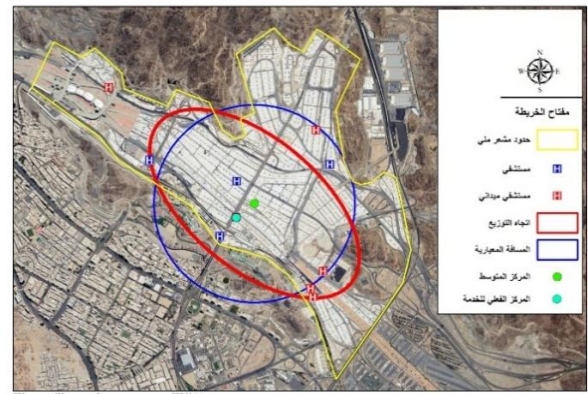 N
W E
S
مفتاح الخريطة
حدود مشعر منى
H مستشفى
H مستشفى ميداني
اتجاه التوزيع
المسافة المعيارية
المركز المتوسط
المركز الفعلي للخدمة
H
H
H
H
H
H
H
H
H